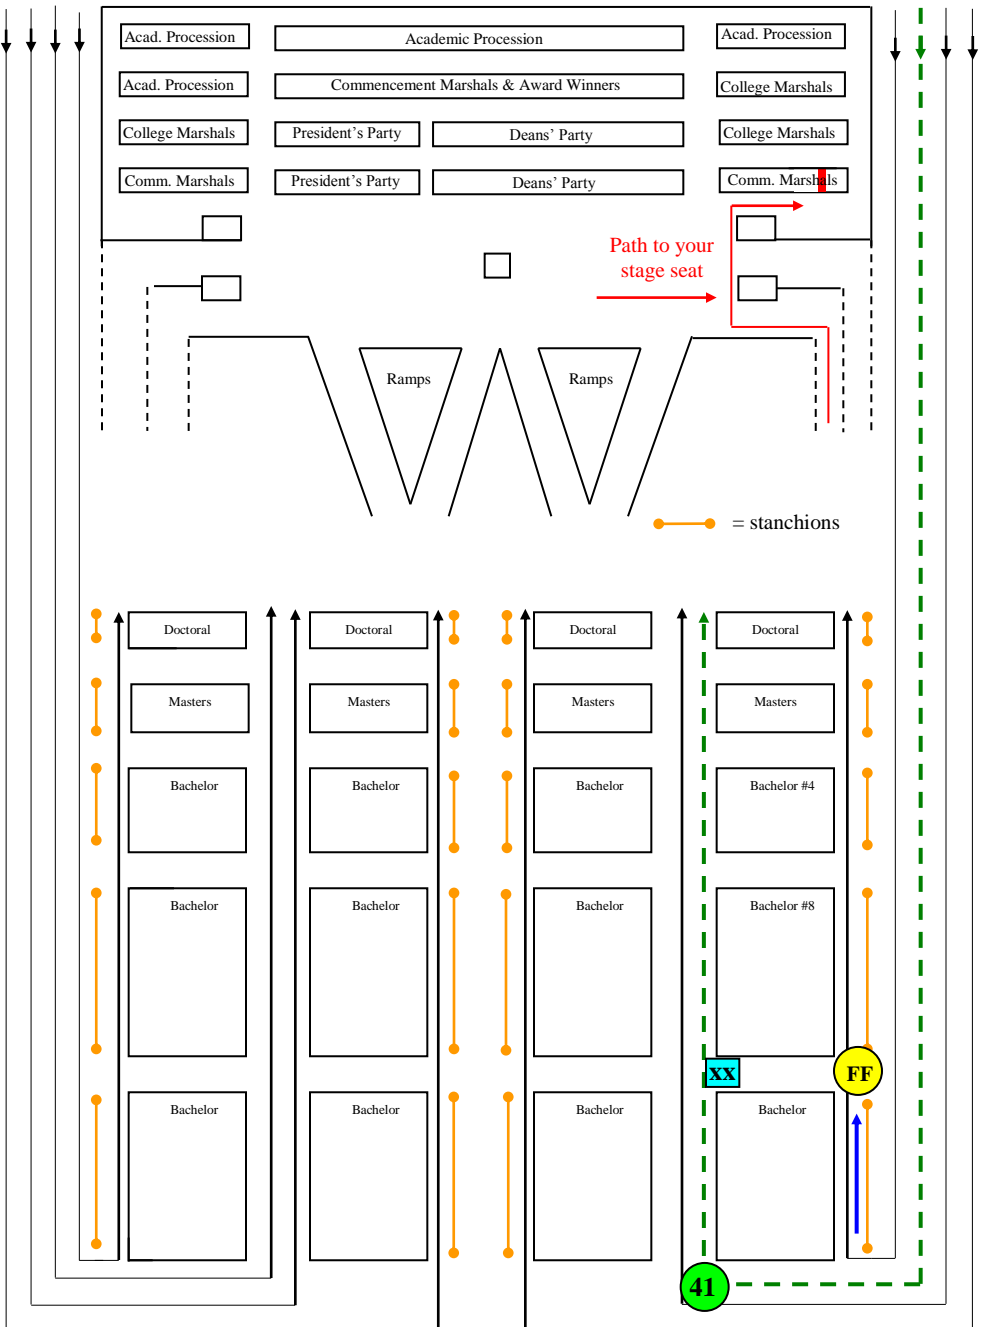 Acad. Procession
Academic Procession
Acad. Procession
Acad. Procession
Commencement Marshals & Award Winners
College Marshals
College Marshals
President's Party
Deans' Party
College Marshals
Comm. Marshals
President's Party
Deans' Party
Comm. Marshals
Path to your
stage seat
Ramps
Ramps
= stanchions
Doctoral
Doctoral
Doctoral
Doctoral
Masters
Masters
Masters
Masters
Bachelor
Bachelor
Bachelor
Bachelor #4
Bachelor
Bachelor
Bachelor
Bachelor #8
XX
FF
Bachelor
Bachelor
Bachelor
Bachelor
41